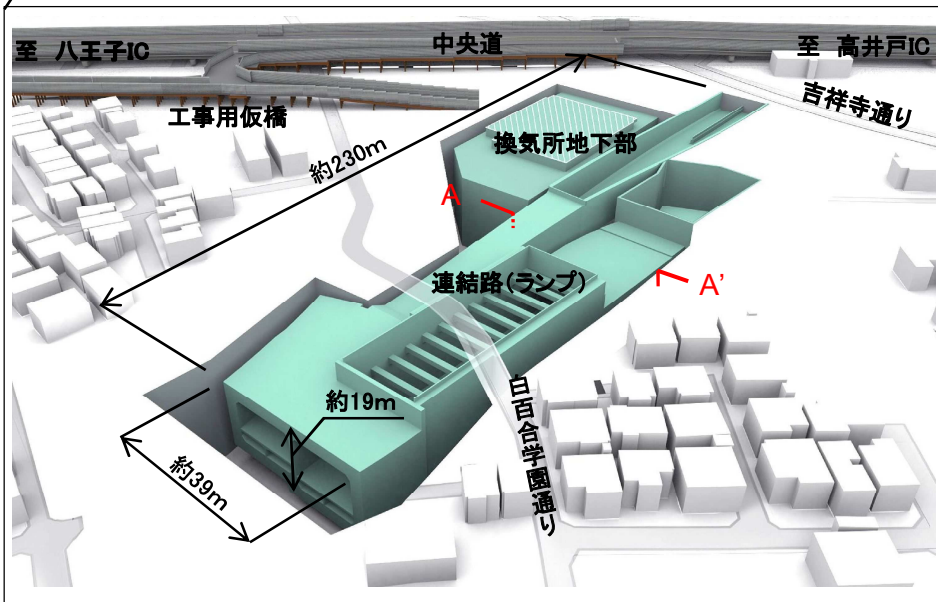 至 八王子IC
中央道
至 高井戸IC
吉祥寺通り
工事用仮橋
換気所地下部
約230m
A
連結路(ランプ)
A'
約19m
白百合学園通り
約39m